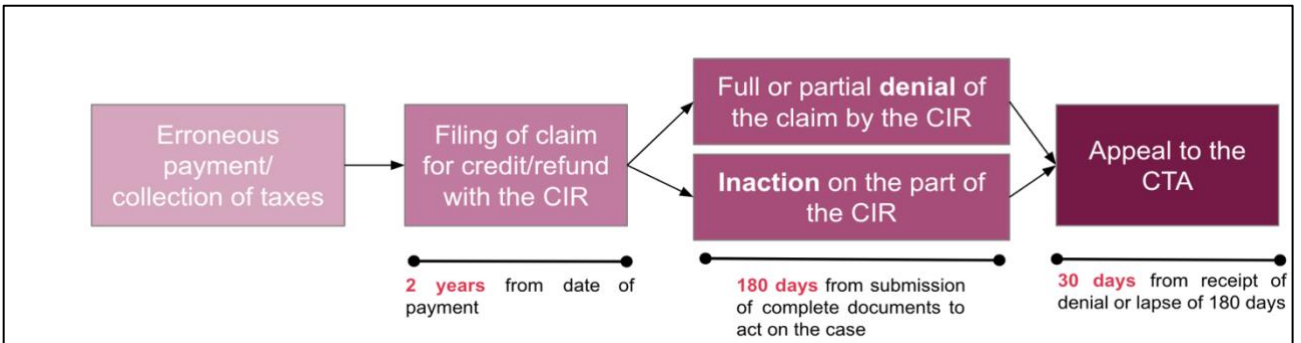 Erroneous
payment/
collection of taxes
Filing of claim
for credit/refund
with the CIR
Full or partial denial of
the claim by the CIR
Inaction on the part of
the CIR
Appeal to the
CTA
2 years from date of
payment
180 days from submission
of complete documents to
act on the case
30 days from receipt of
denial or lapse of 180 days